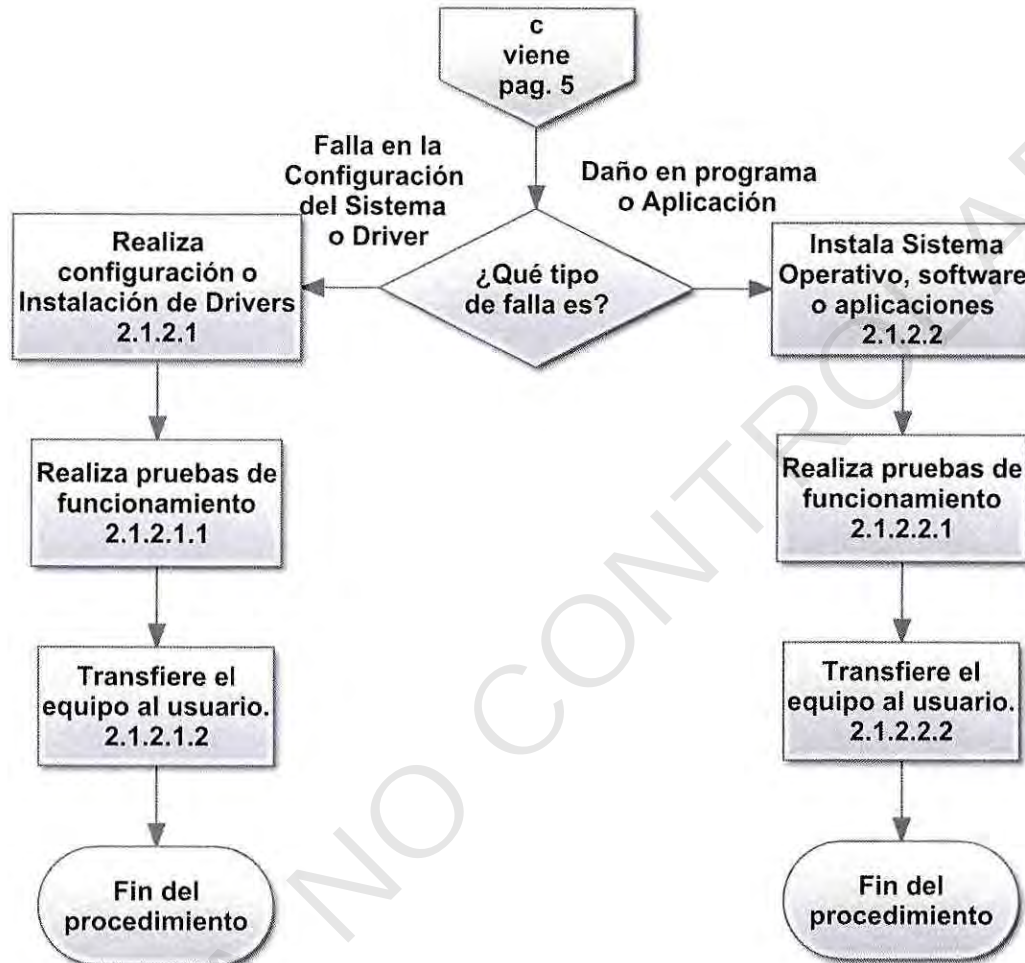 c
viene
pag. 5
Falla en la
Configuración
del Sistema
o Driver
Daño en programa
o Aplicación
¿Qué tipo
de falla es?
Realiza
configuración o
Instalación de Drivers
2.1.2.1
Instala Sistema
Operativo, software
o aplicaciones
2.1.2.2
Realiza pruebas de
funcionamiento
2.1.2.1.1
Realiza pruebas de
funcionamiento
2.1.2.2.1
Transfiere el
equipo al usuario.
2.1.2.1.2
Transfiere el
equipo al usuario.
2.1.2.2.2
Fin del
procedimiento
Fin del
procedimiento
NO CONTROLA